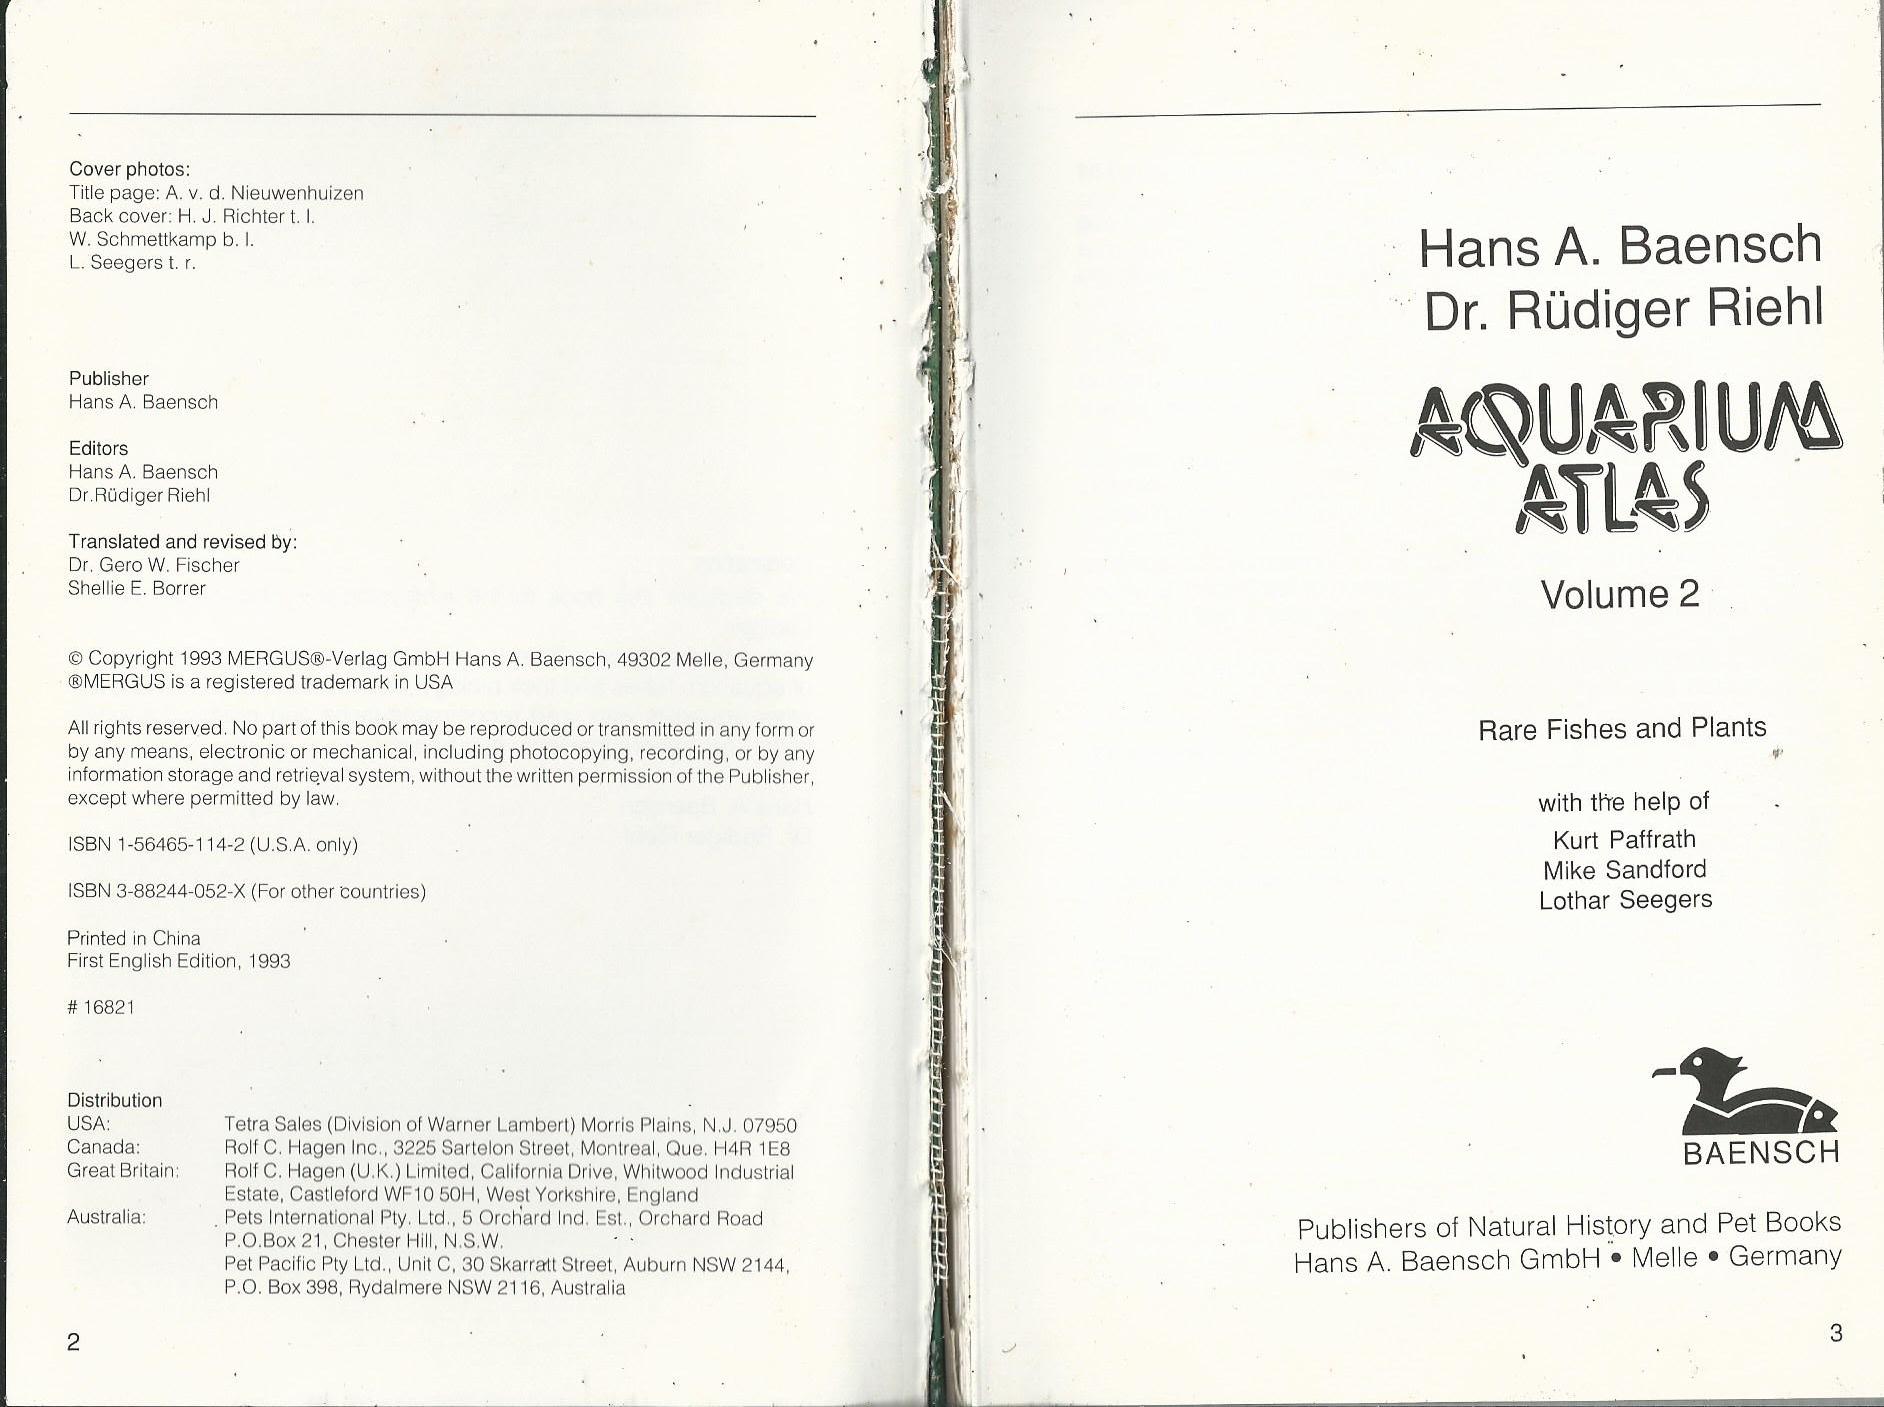 Cover photos:
Title page: A. v. d. Nieuwenhuizen
Back cover: H. J. Richter t. l.
W. Schmettkamp b. l.
L. Seegers t. r.
Publisher
Hans A. Baensch
Editors
Hans A. Baensch
Dr.Rüdiger Riehl
Translated and revised by:
Dr. Gero W. Fischer
Shellie E. Borrer
© Copyright 1993 MERGUS®-Verlag GmbH Hans A. Baensch, 49302 Melle, Germany
®MERGUS is a registered trademark in USA
All rights reserved. No part of this book may be reproduced or transmitted in any form or
by any means, electronic or mechanical, including photocopying, recording, or by any
information storage and retrieval system, without the written permission of the Publisher,
except where permitted by law.
ISBN 1-56465-114-2 (U.S.A. only)
ISBN 3-88244-052-X (For other countries)
Printed in China
First English Edition, 1993
# 16821
Distribution
USA: Tetra Sales (Division of Warner Lambert) Morris Plains, N.J. 07950
Canada: Rolf C. Hagen Inc., 3225 Sartelon Street, Montreal, Que. H4R 1E8
Great Britain: Rolf C. Hagen (U.K.) Limited, California Drive, Whitwood Industrial
Estate, Castleford WF10 50H, West Yorkshire, England
Australia: Pets International Pty. Ltd., 5 Orchard Ind. Est., Orchard Road
P.O.Box 21, Chester Hill, N.S.W.
Pet Pacific Pty Ltd., Unit C, 30 Skarratt Street, Auburn NSW 2144,
P.O. Box 398, Rydalmere NSW 2116, Australia
2
Hans A. Baensch
Dr. Rüdiger Riehl
AQUARIUM
ATLAS
Volume 2
Rare Fishes and Plants
with the help of
Kurt Paffrath
Mike Sandford
Lothar Seegers
BAENSCH
Publishers of Natural History and Pet Books
Hans A. Baensch GmbH • Melle • Germany
3